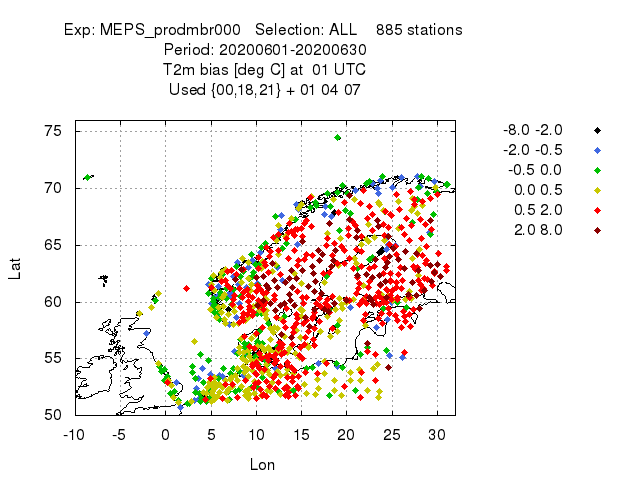 Exp: MEPS_prodmbr000 Selection: ALL 885 stations
Period: 20200601-20200630
T2m bias [deg C] at 01 UTC
Used {00,18,21} + 01 04 07
75
70
65
60
55
50
Lat
-10 -5 0 5 10 15 20 25 30
Lon
-8.0 -2.0
-2.0 -0.5
-0.5 0.0
0.0 0.5
0.5 2.0
2.0 8.0